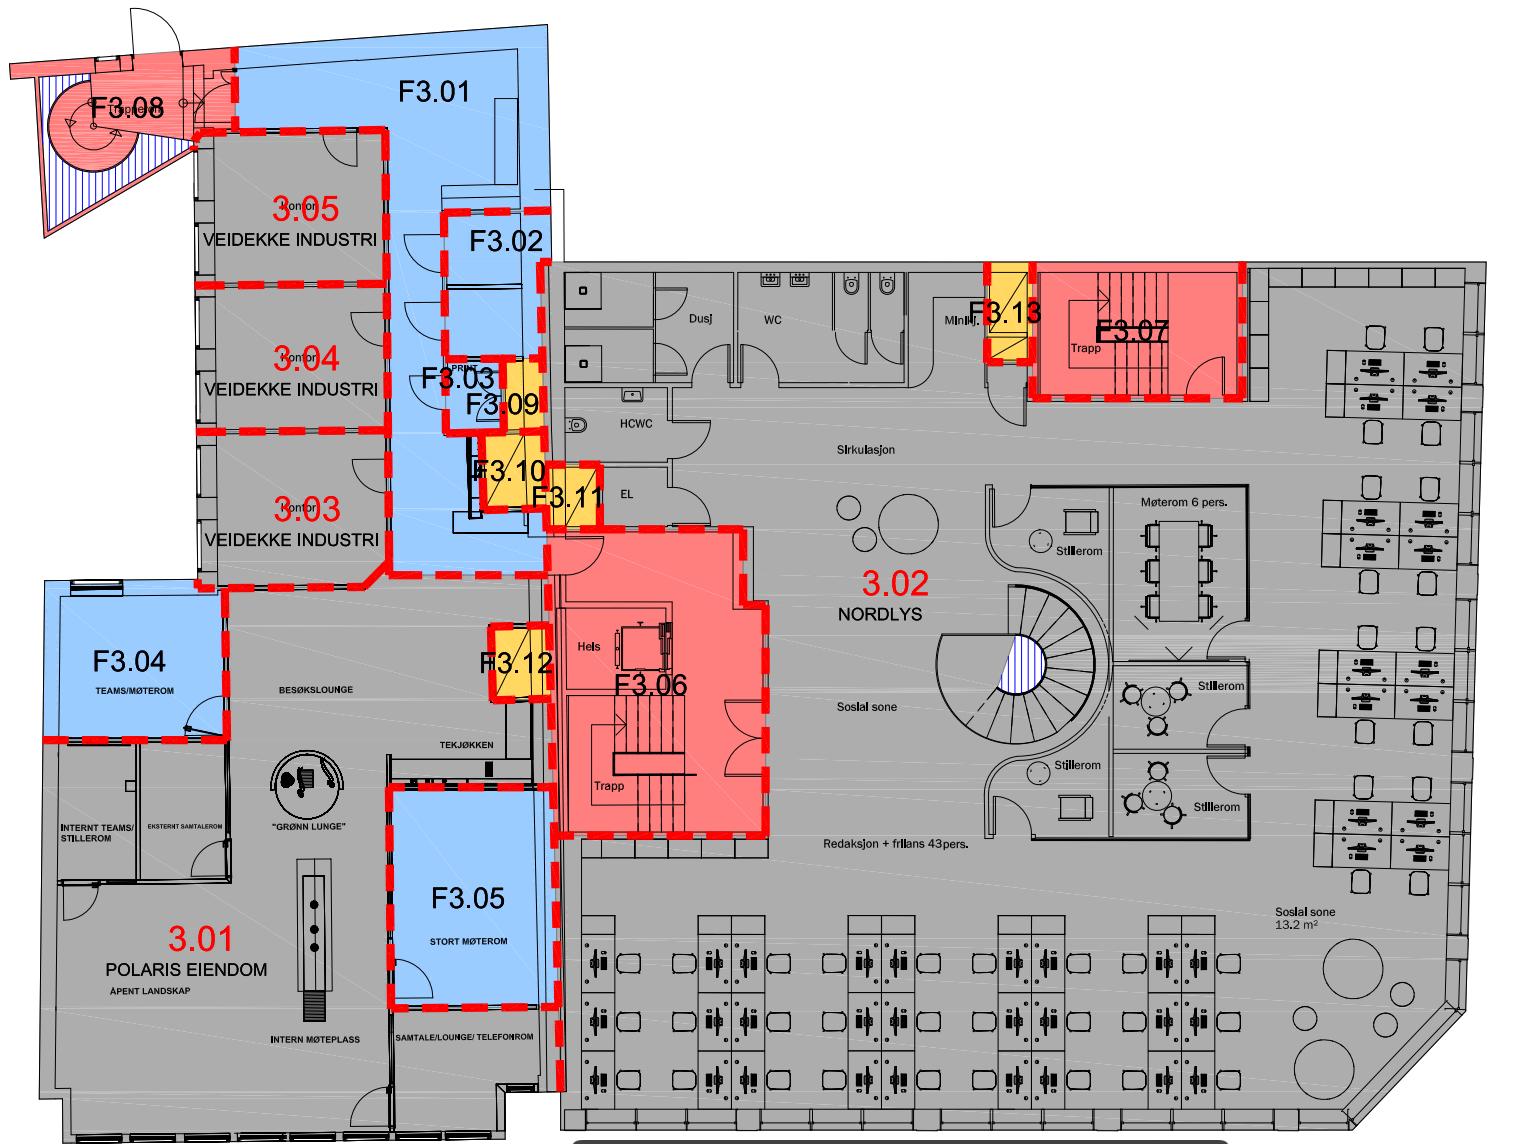 F3.01
F3.08
3.05
Kontor
VEIDEKKE INDUSTRI
F3.02
3.04
Kontor
VEIDEKKE INDUSTRI
F3.03
PRINT
F3.09
3.03
Kontor
VEIDEKKE INDUSTRI
F3.10
F3.11
Dusj
WC
F3.13
F3.07
Trapp
HCWC
EL
Sirkulasjon
Møterom 6 pers.
Stillerom
3.02
NORDLYS
F3.04
TEAMS/MØTEROM
BESØKSLOUNGE
F3.12
Heis
F3.06
Sosial sone
Stillerom
TEKJØKKEN
Trapp
Stillerom
Stillerom
INTERNT TEAMS/
STILLEROM
EKSTERNT SAMTALEROM
"GRØNN LUNGE"
Redaksjon + frilans 43pers.
F3.05
STORT MØTEROM
Sosial sone
13.2 m²
3.01
POLARIS EIENDOM
ÅPENT LANDSKAP
INTERN MØTEPLASS
SAMTALE/LOUNGE/ TELEFONROM